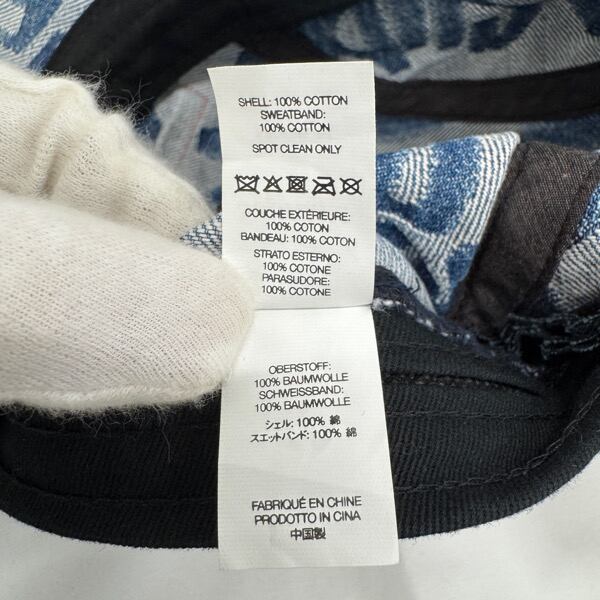 SHELL: 100% COTTON
SWEATBAND:
100% COTTON
SPOT CLEAN ONLY
COUCHE EXTÉRIEURE:
100% COTON
BANDEAU: 100% COTON
STRATO ESTERNO:
100% COTONE
PARASUDORE:
100% COTONE
OBERSTOFF:
100% BAUMWOLLE
SCHWEISSBAND:
100% BAUMWOLLE
シェル: 100% 綿
スエットバンド: 100% 綿
FABRIQUÉ EN CHINE
PRODOTTO IN CINA
中国製